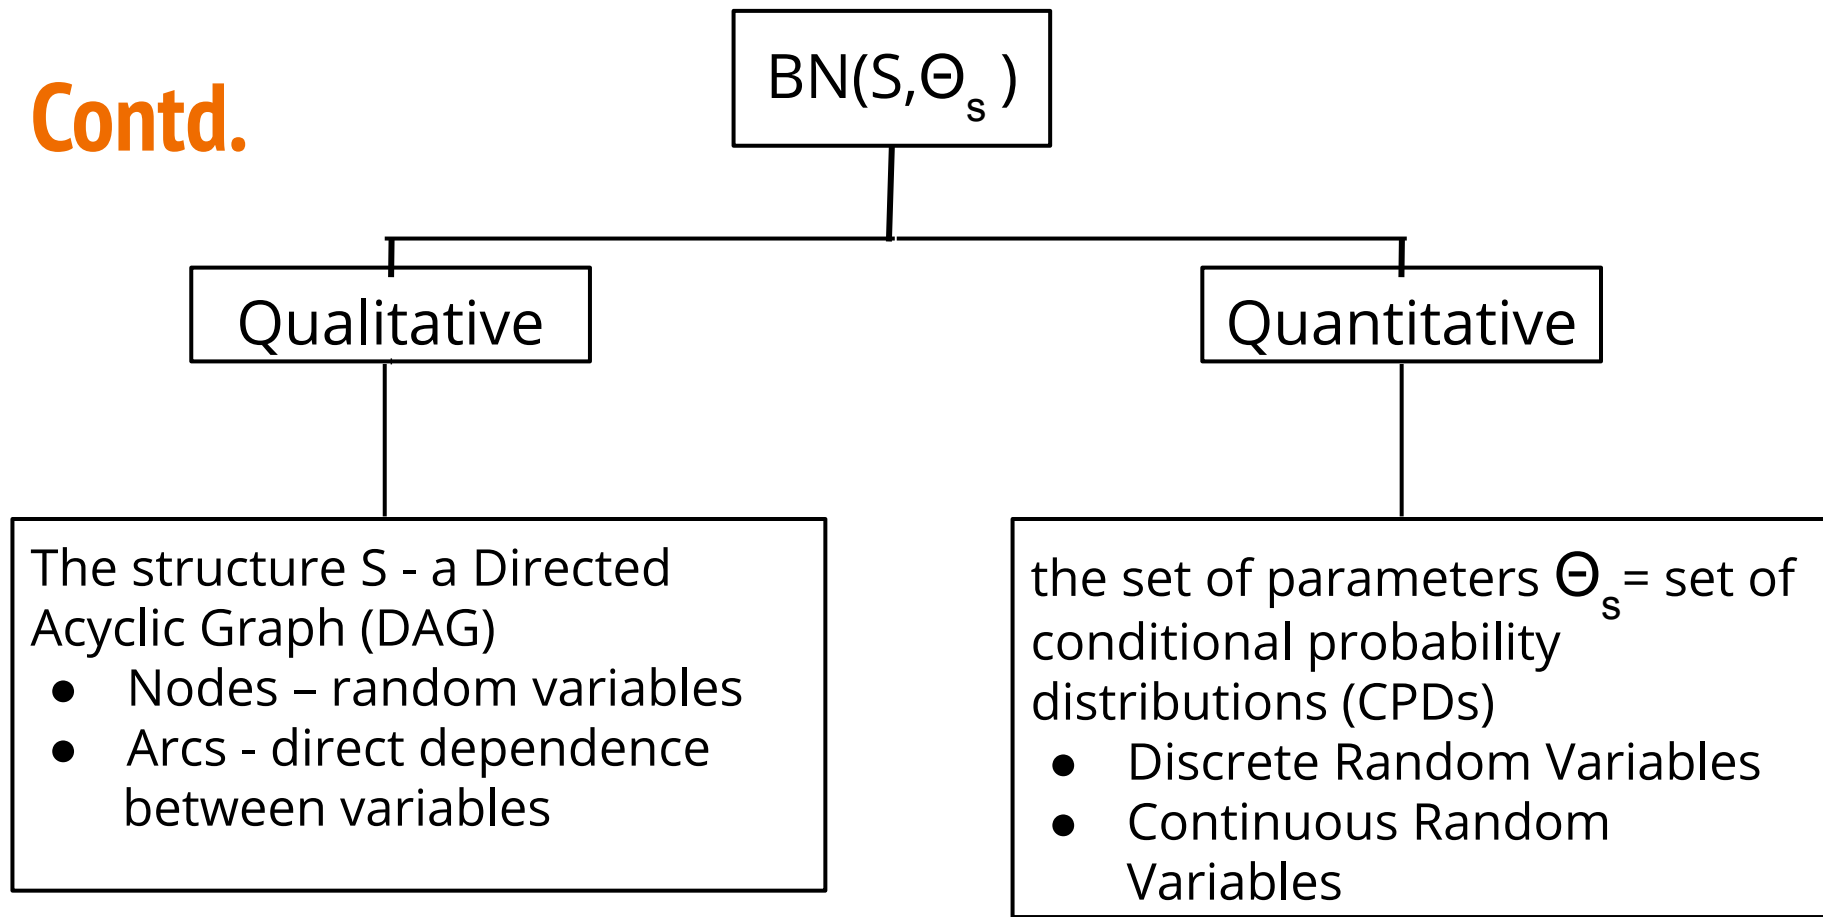 Contd.
BN(S,Θs )
Qualitative
Quantitative
The structure S - a Directed
Acyclic Graph (DAG)
● Nodes – random variables
● Arcs - direct dependence
between variables
the set of parameters Θs= set of
conditional probability
distributions (CPDs)
● Discrete Random Variables
● Continuous Random
Variables